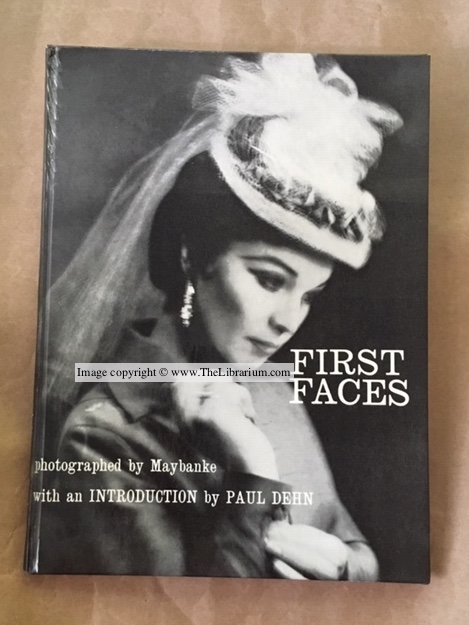 Image copyright © www.TheLibrarium.com
FIRST
FACES
photographed by Maybanke
with an INTRODUCTION by PAUL DEHN